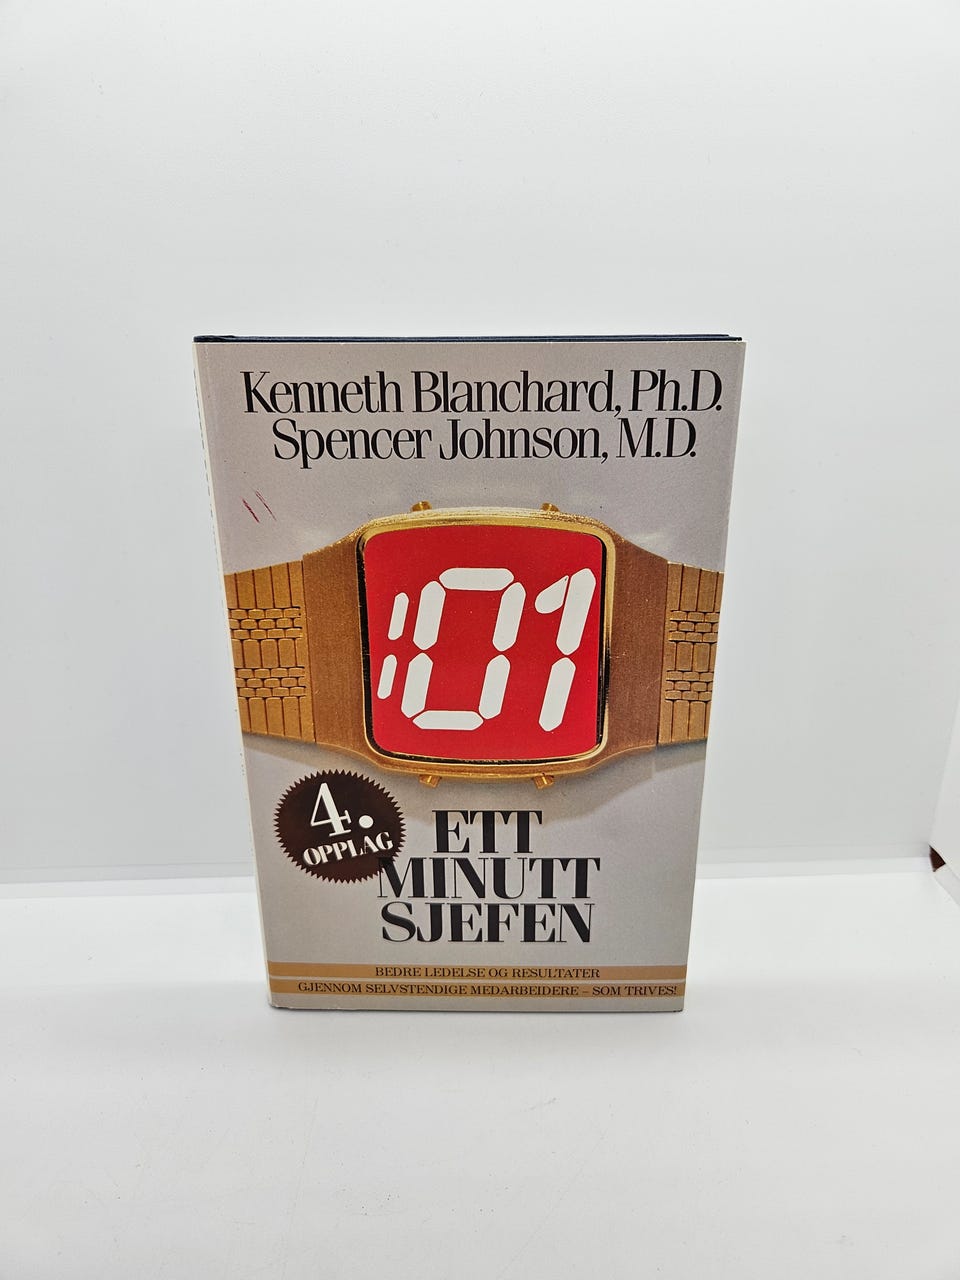 Kenneth Blanchard, Ph.D.
Spencer Johnson, M.D.
:01
4.
OPPLAG
ETT
MINUTT
SJEFEN
BEDRE LEDELSE OG RESULTATER
GJENNOM SELVSTENDIGE MEDARBEIDERE – SOM TRIVES!